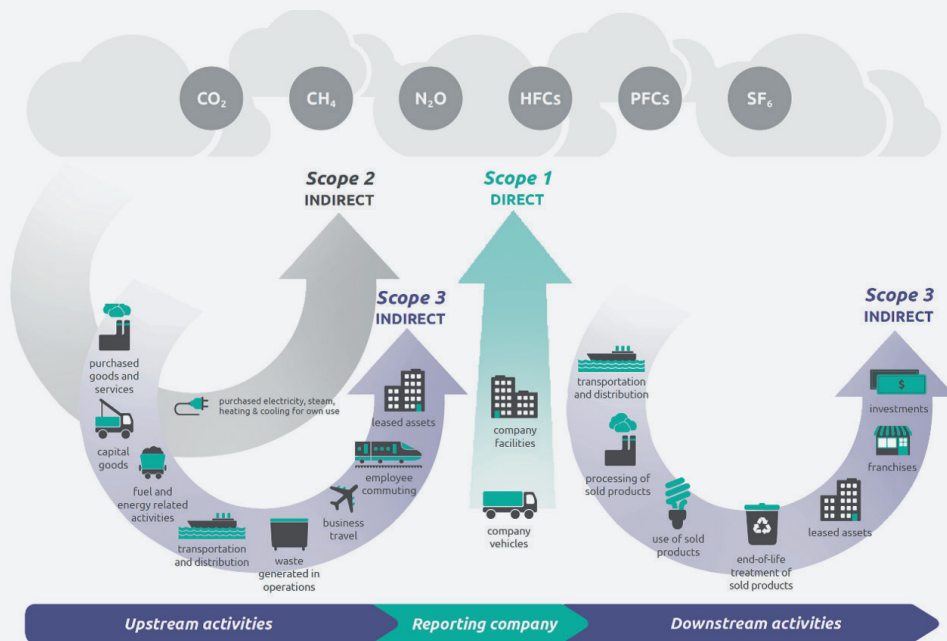 CO₂
CH₄
N₂O
HFCs
PFCs
SF₆
Scope 2
INDIRECT
Scope 1
DIRECT
Scope 3
INDIRECT
Scope 3
INDIRECT
purchased
goods and
services
capital
goods
fuel and
energy related
activities
purchased electricity, steam,
heating & cooling for own use
transportation
and distribution
waste
generated in
operations
business
travel
employee
commuting
leased assets
company
facilities
company
vehicles
transportation
and distribution
processing of
sold products
use of sold
products
end-of-life
treatment of
sold products
leased assets
franchises
$
investments
Upstream activities
Reporting company
Downstream activities